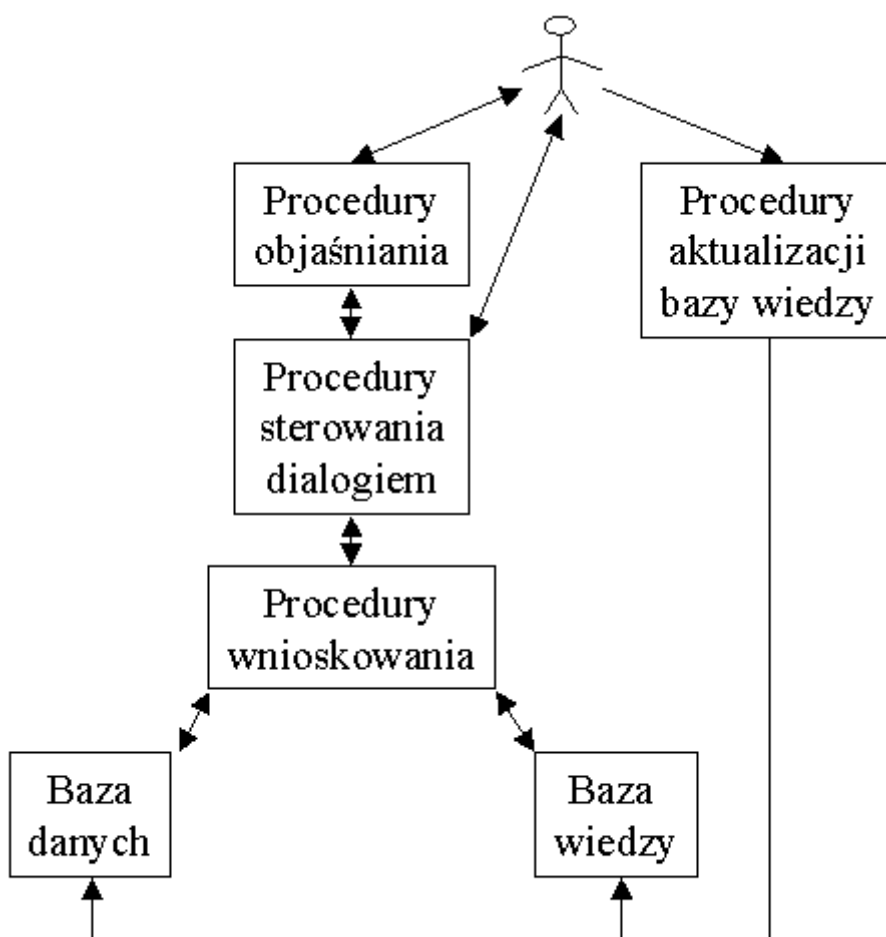 Procedury
objaśniania
Procedury
aktualizacji
bazy wiedzy
Procedury
sterowania
dialogiem
Procedury
wnioskowania
Baza
danych
Baza
wiedzy